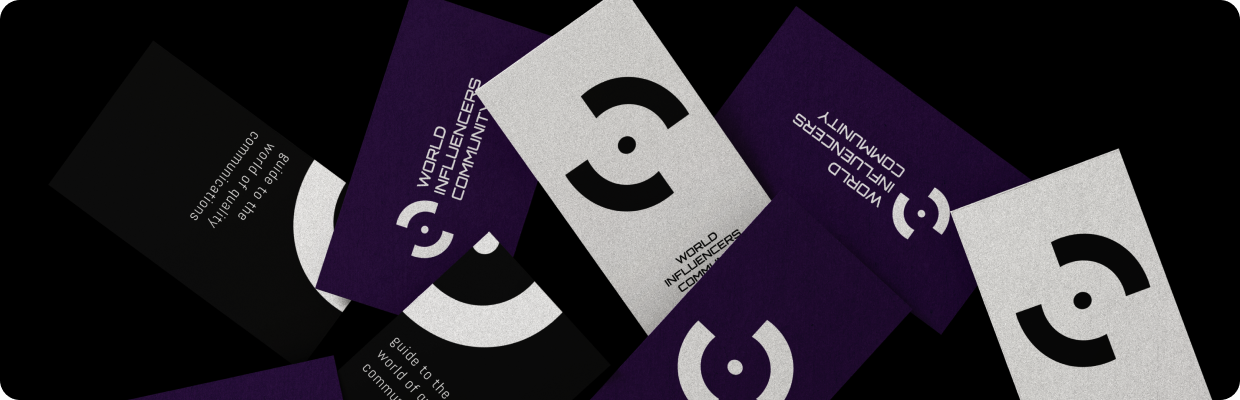 guide to the
world of quality
communications
WORLD
INFLUENCERS
COMMUNITY
WORLD
INFLUENCERS
WORLD
INFLUENCERS
COMMUNITY
guide to the
world of